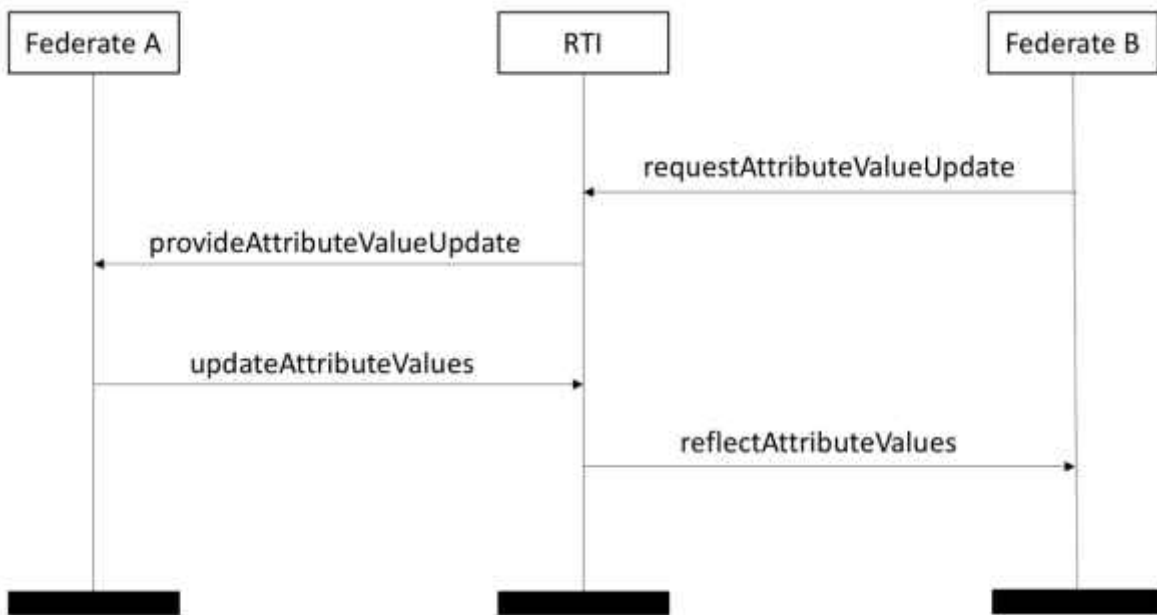 Federate A
RTI
Federate B
requestAttributeValueUpdate
provideAttributeValueUpdate
updateAttributeValues
reflectAttributeValues